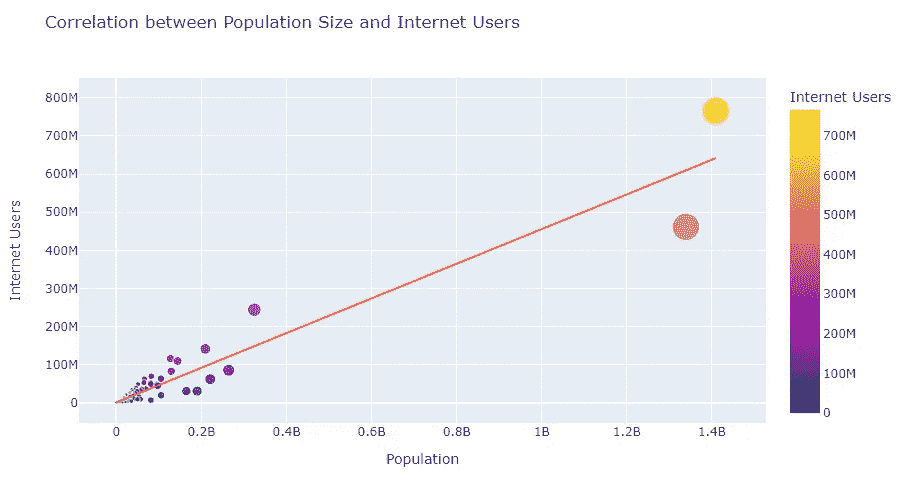 Correlation between Population Size and Internet Users
Internet Users
800M
700M
600M
500M
400M
300M
200M
100M
0
0 0.2B 0.4B 0.6B 0.8B 1B 1.2B 1.4B
Population
Internet Users
700M
600M
500M
400M
300M
200M
100M
0